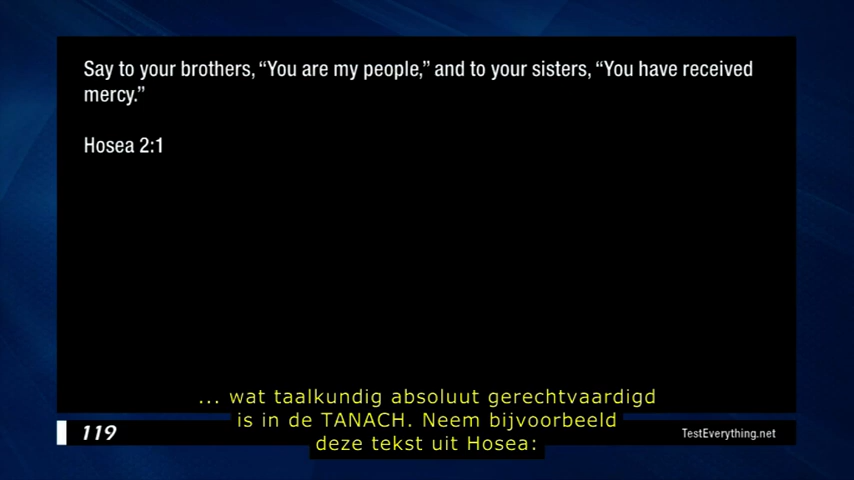 Say to your brothers, “You are my people,” and to your sisters, “You have received
mercy.”
Hosea 2:1
... wat taalkundig absoluut gerechtvaardigd
is in de TANACH. Neem bijvoorbeeld
deze tekst uit Hosea:
119
TestEverything.net